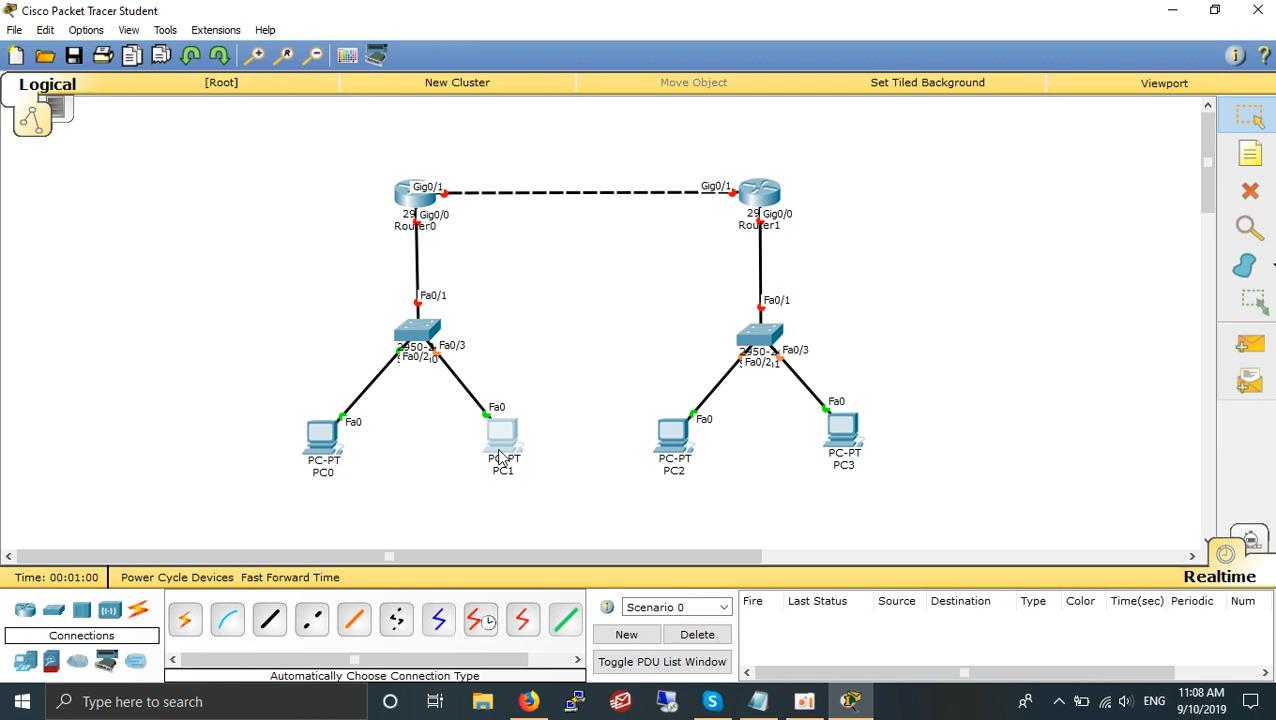 Cisco Packet Tracer Student
File Edit Options View Tools Extensions Help
Logical [Root] New Cluster Move Object Set Tiled Background Viewport
Gig0/1 Gig0/1
Gig0/0 Gig0/0
Router0 Router1
Fa0/1 Fa0/1
Fa0/3 Fa0/3
Fa0/2 Fa0/2
Fa0 Fa0
Fa0 Fa0
PC-PT PC-PT PC-PT
PC0 PC1 PC2 PC3
Time: 00:01:00 Power Cycle Devices Fast Forward Time Realtime
Connections
Automatically Choose Connection Type
Scenario 0
New Delete
Toggle PDU List Window
Fire Last Status Source Destination Type Color Time(sec) Periodic Num
Type here to search
ENG
11:08 AM
9/10/2019